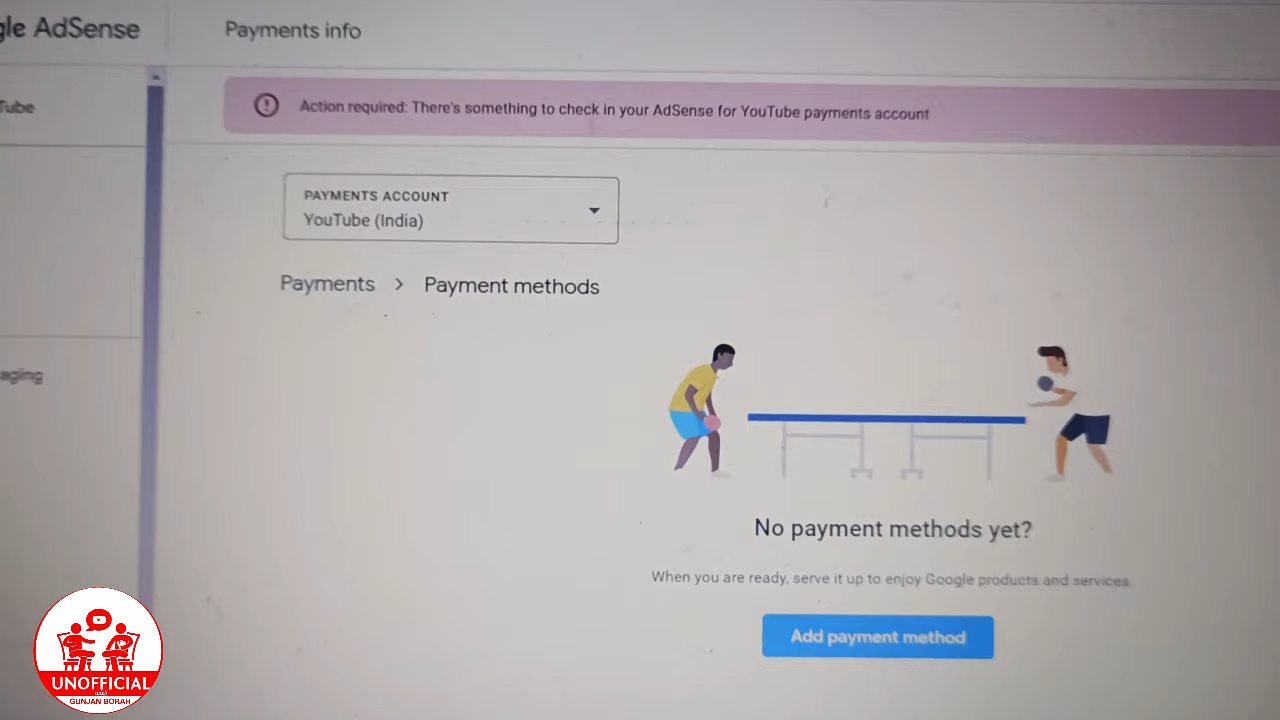 gle AdSense
Payments info
Tube
Action required: There's something to check in your AdSense for YouTube payments account
PAYMENTS ACCOUNT
YouTube (India)
Payments > Payment methods
aging
No payment methods yet?
When you are ready, serve it up to enjoy Google products and services.
Add payment method
UNOFFICIAL
with
GUNJAN BORAH